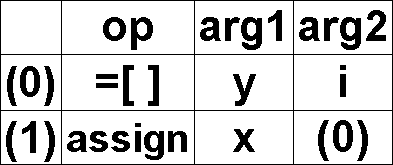 op arg1 arg2
(0) =[ ] y i
(1) assign x (0)